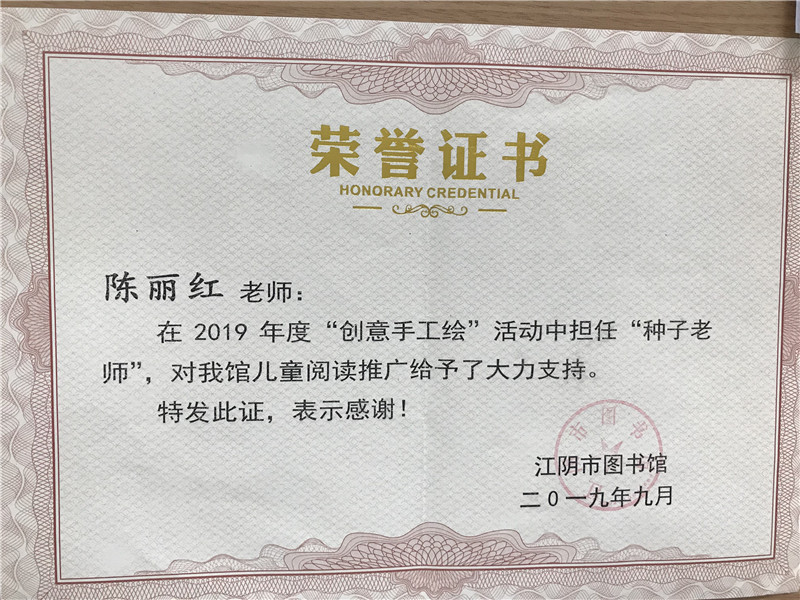 荣誉证书
HONORARY CREDENTIAL
陈丽红 老师：
在 2019 年度“创意手工绘”活动中担任“种子老
师”，对我馆儿童阅读推广给予了大力支持。
特发此证，表示感谢！
市图书
江阴市图书馆
二0一九年九月